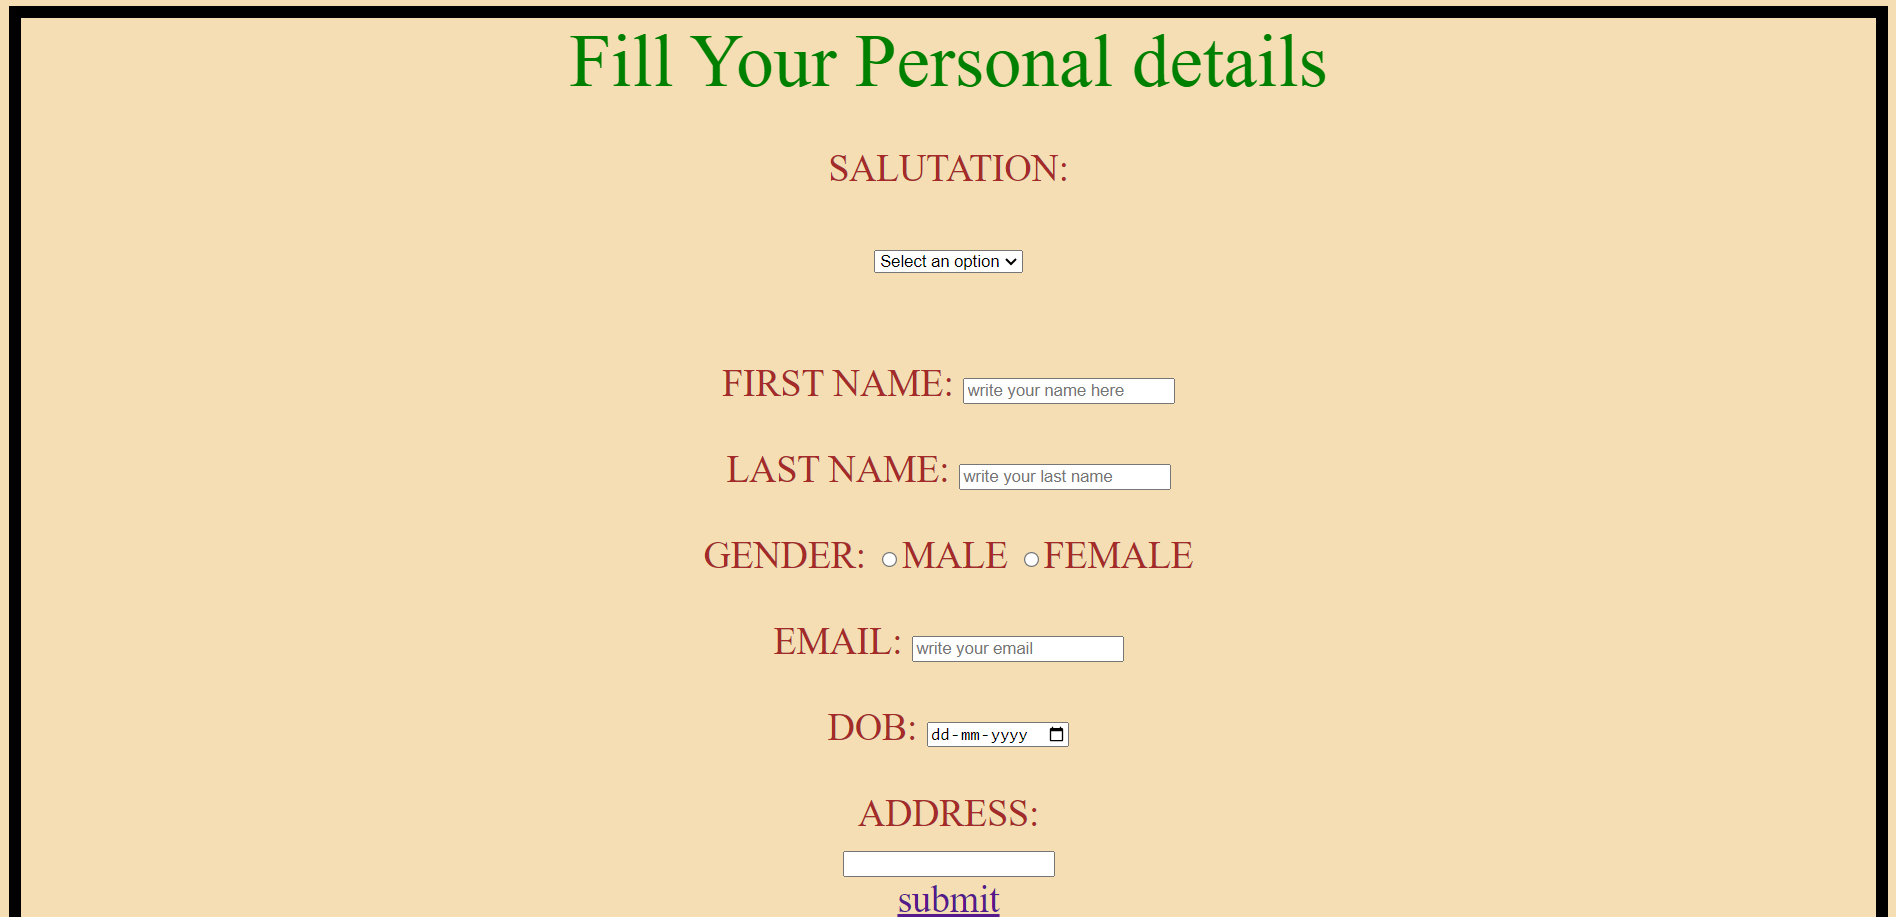 Fill Your Personal details
SALUTATION:
Select an option
FIRST NAME: write your name here
LAST NAME: write your last name
GENDER: MALE FEMALE
EMAIL: write your email
DOB: dd-mm-yyyy
ADDRESS:
submit